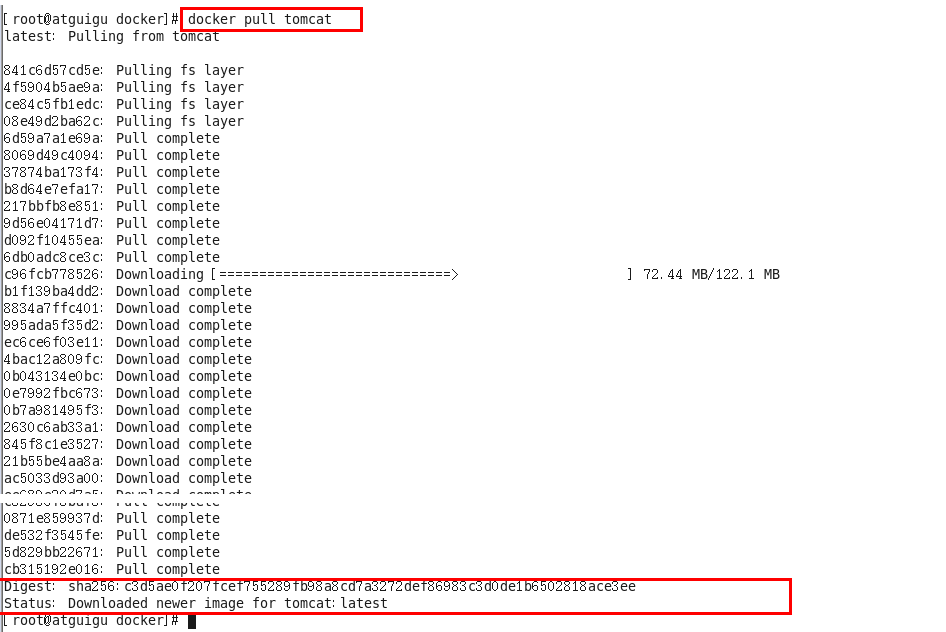 [root@atguigu docker]# docker pull tomcat
latest: Pulling from tomcat
841c6d57cd5e: Pulling fs layer
4f5904b5ae9a: Pulling fs layer
ce84c5fb1edc: Pulling fs layer
08e49d2ba62c: Pulling fs layer
6d59a7a1e69a: Pull complete
8069d49c4094: Pull complete
37874ba173f4: Pull complete
b8d64e7efa17: Pull complete
217bbfb8e851: Pull complete
9d56e04171d7: Pull complete
d092f10455ea: Pull complete
6db0adc8ce3c: Pull complete
c96fcb778526: Downloading [=============================>                     ] 72.44 MB/122.1 MB
b1f139ba4dd2: Download complete
8834a7ffc401: Download complete
995ada5f35d2: Download complete
ec6ce6f03e11: Download complete
4bac12a809fc: Download complete
0b043134e0bc: Download complete
0e7992fbc673: Download complete
0b7a981495f3: Download complete
2630c6ab33a1: Download complete
845f8c1e3527: Download complete
21b55be4aa8a: Download complete
ac5033d93a00: Download complete
Download complete
Pull complete
0871e859937d: Pull complete
de532f3545fe: Pull complete
5d829bb22671: Pull complete
cb315192e016: Pull complete
Digest: sha256:c3d5ae0f207fcef755289fb98a8cd7a3272def86983c3d0de1b6502818ace3ee
Status: Downloaded newer image for tomcat:latest
[root@atguigu docker]#